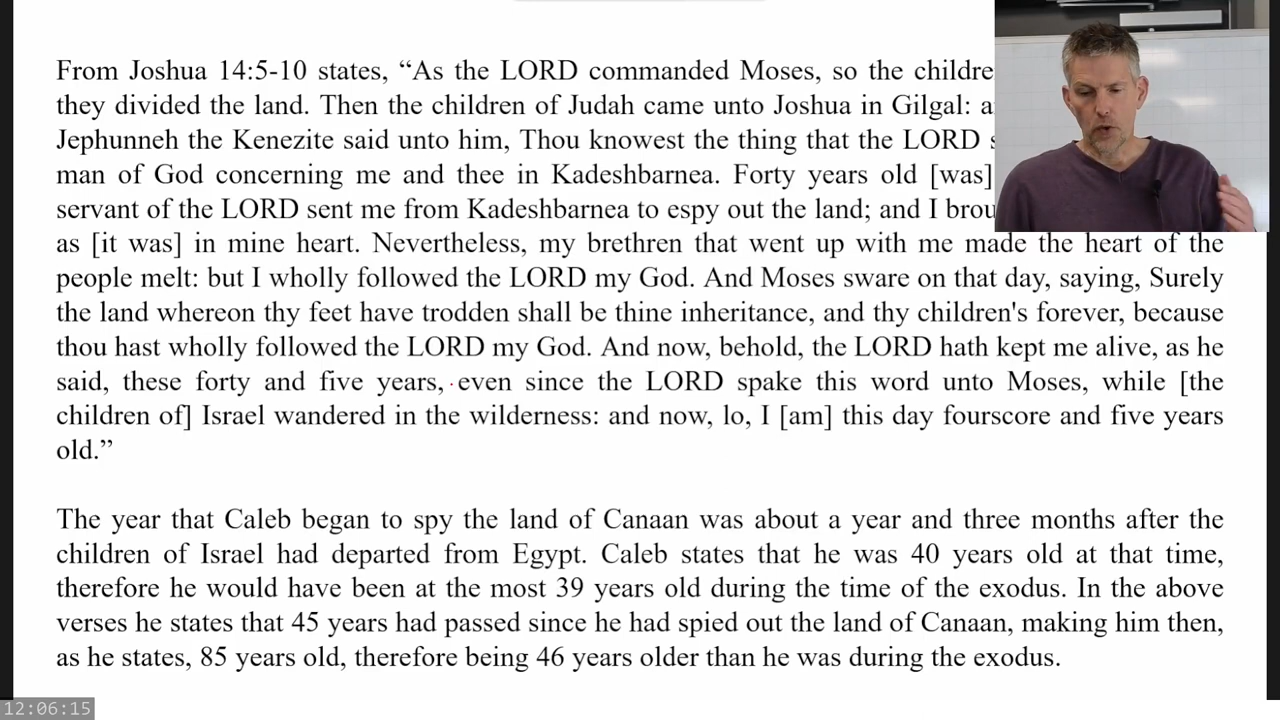 From Joshua 14:5-10 states, “As the LORD commanded Moses, so the
they divided the land. Then the children of Judah came unto Joshua in Gilgal:
Jephunneh the Kenezite said unto him, Thou knowest the thing that the LORD
man of God concerning me and thee in Kadeshbarnea. Forty years old [was]
servant of the LORD sent me from Kadeshbarnea to espy out the land; and I
as [it was] in mine heart. Nevertheless, my brethren that went up with me made the heart of the
people melt: but I wholly followed the LORD my God. And Moses sware on that day, saying, Surely
the land whereon thy feet have trodden shall be thine inheritance, and thy children's forever, because
thou hast wholly followed the LORD my God. And now, behold, the LORD hath kept me alive, as he
said, these forty and five years, even since the LORD spake this word unto Moses, while [the
children of] Israel wandered in the wilderness: and now, lo, I [am] this day fourscore and five years
old.”
The year that Caleb began to spy the land of Canaan was about a year and three months after the
children of Israel had departed from Egypt. Caleb states that he was 40 years old at that time,
therefore he would have been at the most 39 years old during the time of the exodus. In the above
verses he states that 45 years had passed since he had spied out the land of Canaan, making him then,
as he states, 85 years old, therefore being 46 years older than he was during the exodus.
12:06:15